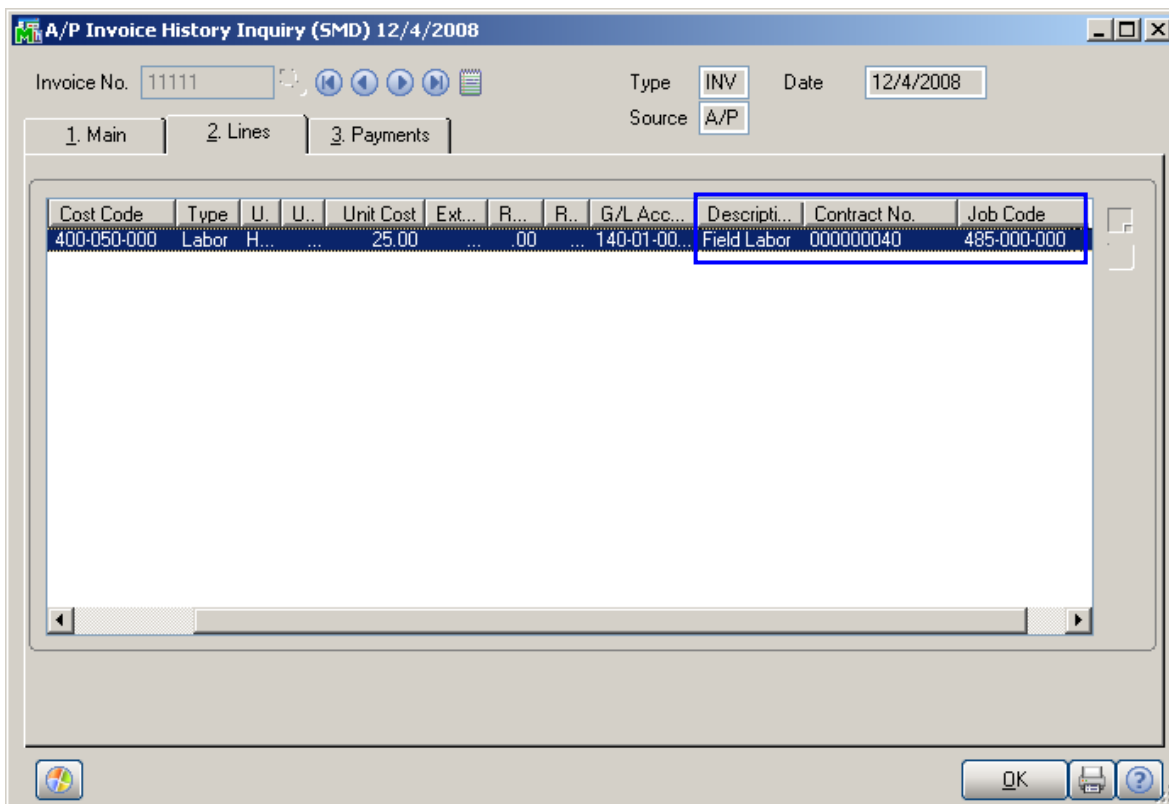 A/P Invoice History Inquiry (SMD) 12/4/2008
Invoice No. 11111 Type INV Date 12/4/2008
Source A/P
1. Main 2. Lines 3. Payments
Cost Code Type U. U.. Unit Cost Ext... R... R.. G/L Acc... Descripti... Contract No. Job Code
400-050-000 Labor H... ... 25.00 ... .00 ... 140-01-00... Field Labor 000000040 485-000-000
OK